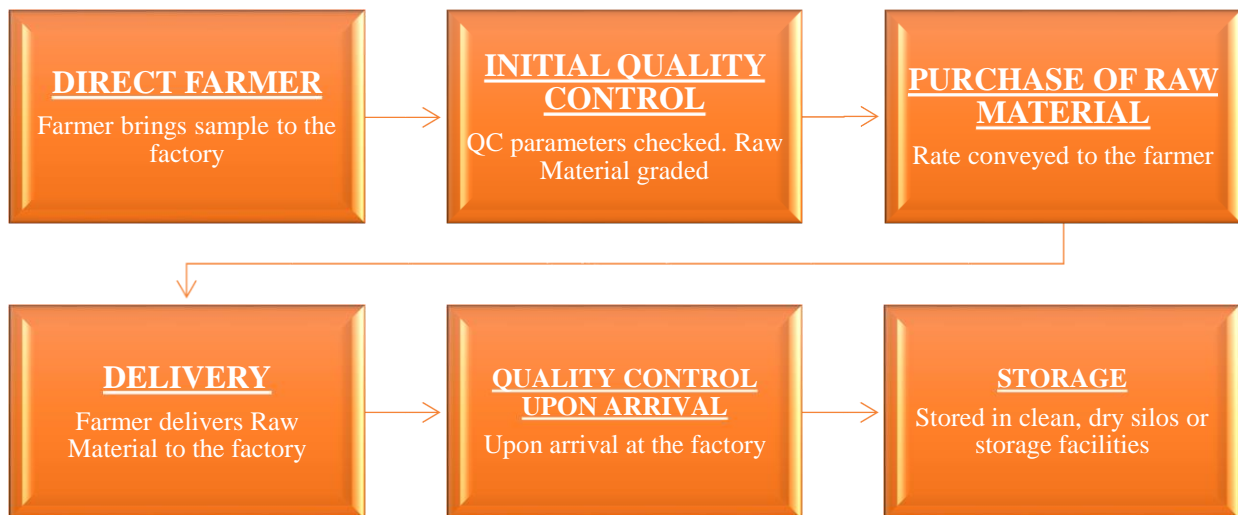 DIRECT FARMER
Farmer brings sample to the
factory
INITIAL QUALITY
CONTROL
QC parameters checked. Raw
Material graded
PURCHASE OF RAW
MATERIAL
Rate conveyed to the farmer
DELIVERY
Farmer delivers Raw
Material to the factory
QUALITY CONTROL
UPON ARRIVAL
Upon arrival at the factory
STORAGE
Stored in clean, dry silos or
storage facilities